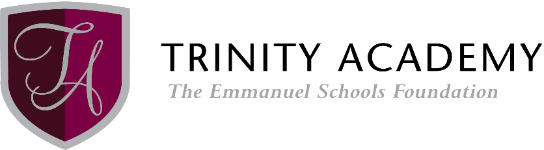 TA
TRINITY ACADEMY
The Emmanuel Schools Foundation